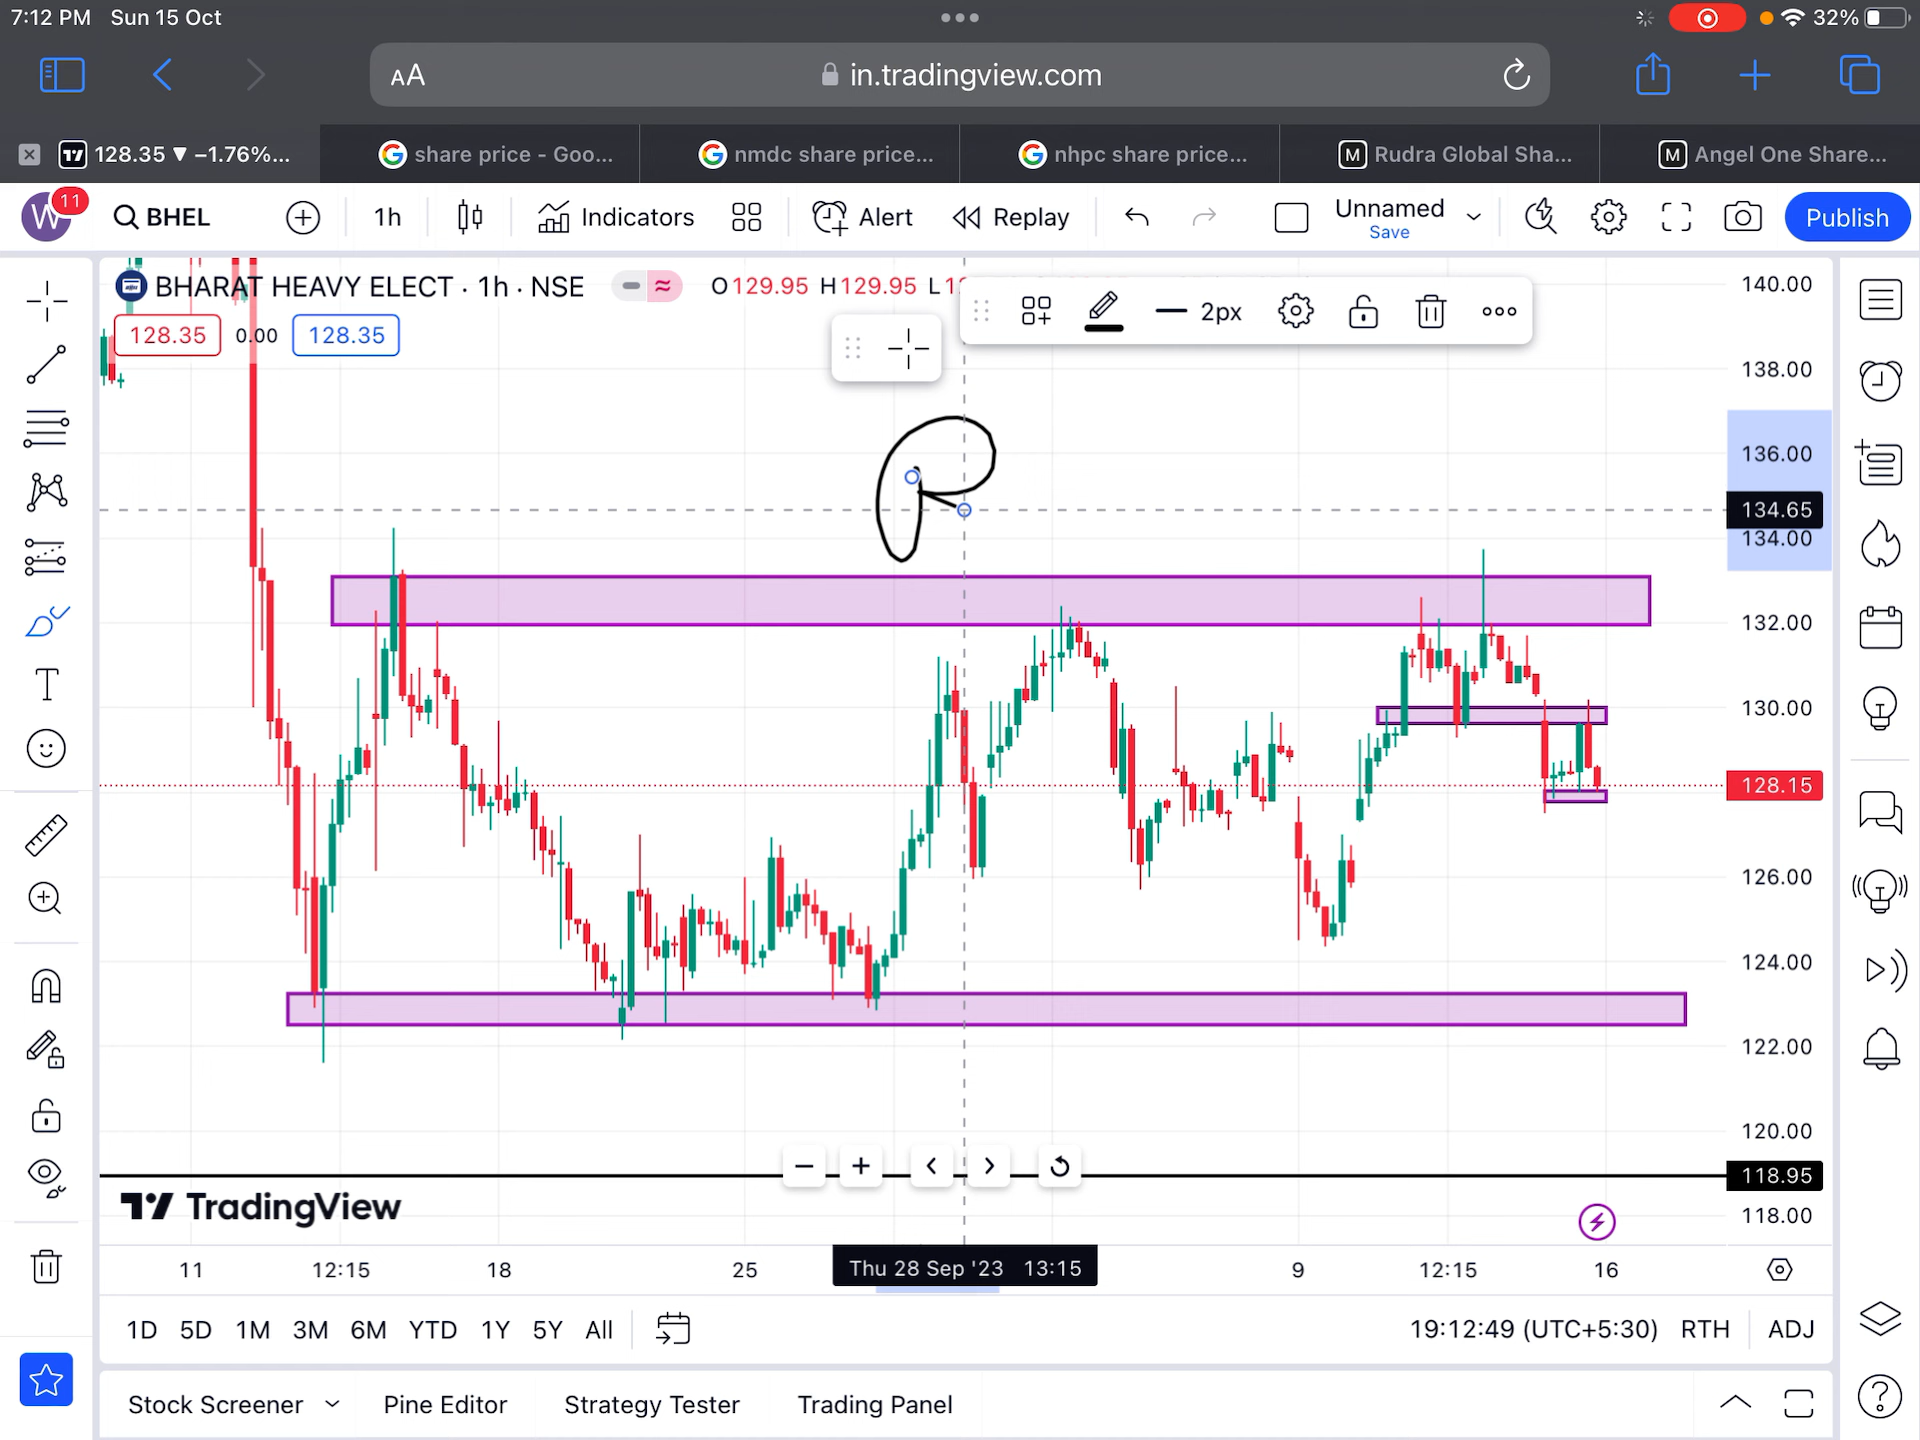 7:12 PM Sun 15 Oct
32%
AA in.tradingview.com
128.35 ▼ −1.76%...
share price - Goo...
nmdc share price...
nhpc share price...
M Rudra Global Sha...
M Angel One Share...
W 11 BHEL 1h Indicators Alert Replay Unnamed Publish
Save
BHARAT HEAVY ELECT · 1h · NSE O129.95 H129.95 L1
2px
128.35 0.00 128.35
140.00
138.00
136.00
134.65
134.00
132.00
130.00
128.15
126.00
124.00
122.00
120.00
118.95
118.00
TradingView
11 12:15 18 25 Thu 28 Sep '23 13:15 9 12:15 16
1D 5D 1M 3M 6M YTD 1Y 5Y All 19:12:49 (UTC+5:30) RTH ADJ
Stock Screener Pine Editor Strategy Tester Trading Panel